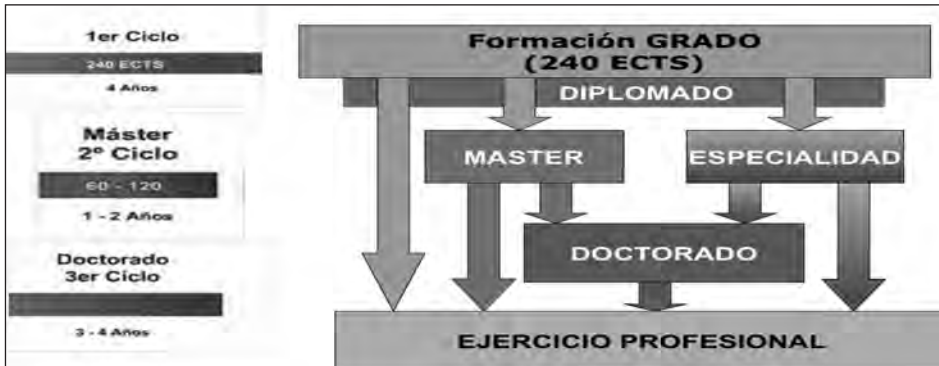 1er Ciclo
240 ECTS
4 Años
Máster
2º Ciclo
60 - 120
1 - 2 Años
Doctorado
3er Ciclo
3 - 4 Años
Formación GRADO
(240 ECTS)
DIPLOMADO
MASTER
ESPECIALIDAD
DOCTORADO
EJERCICIO PROFESIONAL